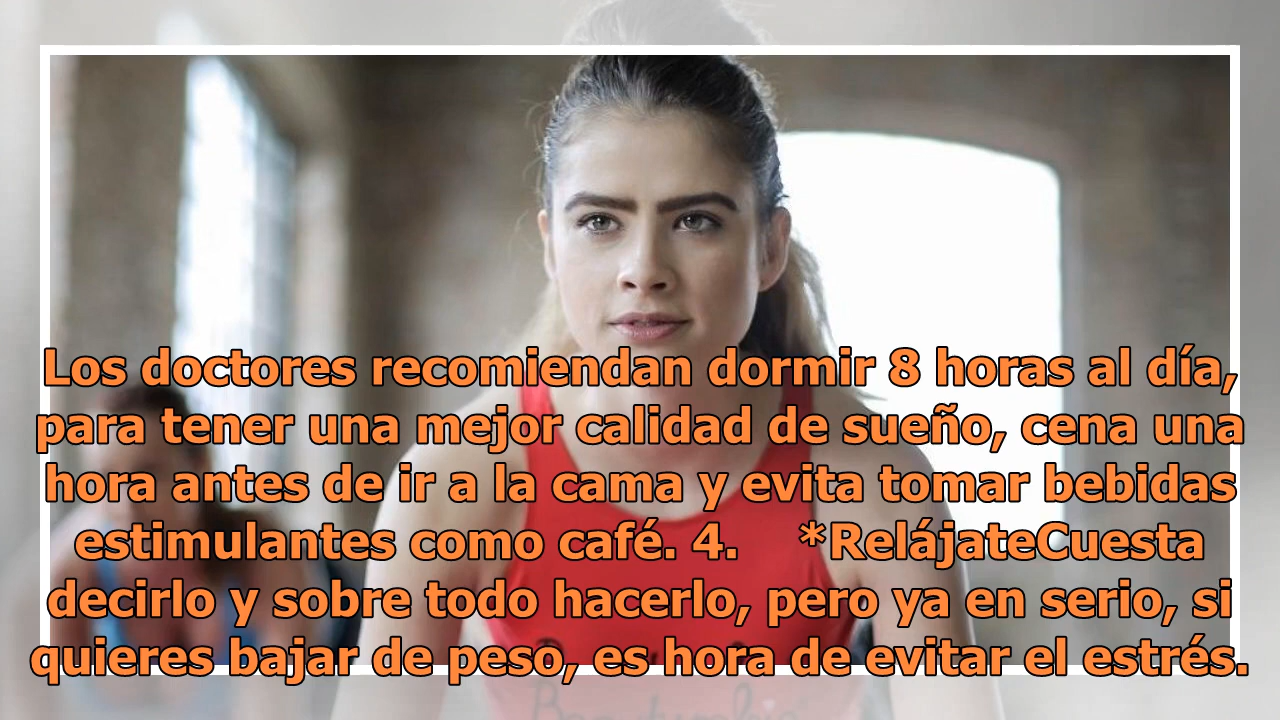 Los doctores recomiendan dormir 8 horas al día,
para tener una mejor calidad de sueño, cena una
hora antes de ir a la cama y evita tomar bebidas
estimulantes como café. 4. *RelájateCuesta
decirlo y sobre todo hacerlo, pero ya en serio, si
quieres bajar de peso, es hora de evitar el estrés.